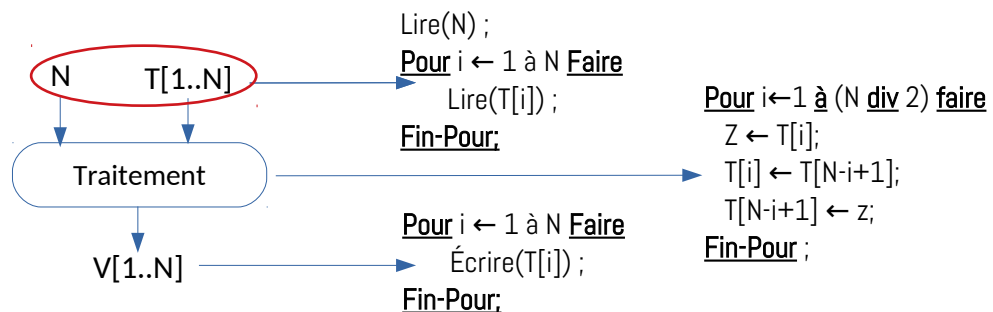 N T[1..N]
Traitement
V[1..N]
Lire(N) ;
Pour i ← 1 à N Faire
Lire(T[i]) ;
Fin-Pour;
Pour i←1 à (N div 2) faire
Z ← T[i];
T[i] ← T[N-i+1];
T[N-i+1] ← z;
Fin-Pour ;
Pour i ← 1 à N Faire
Écrire(T[i]) ;
Fin-Pour;